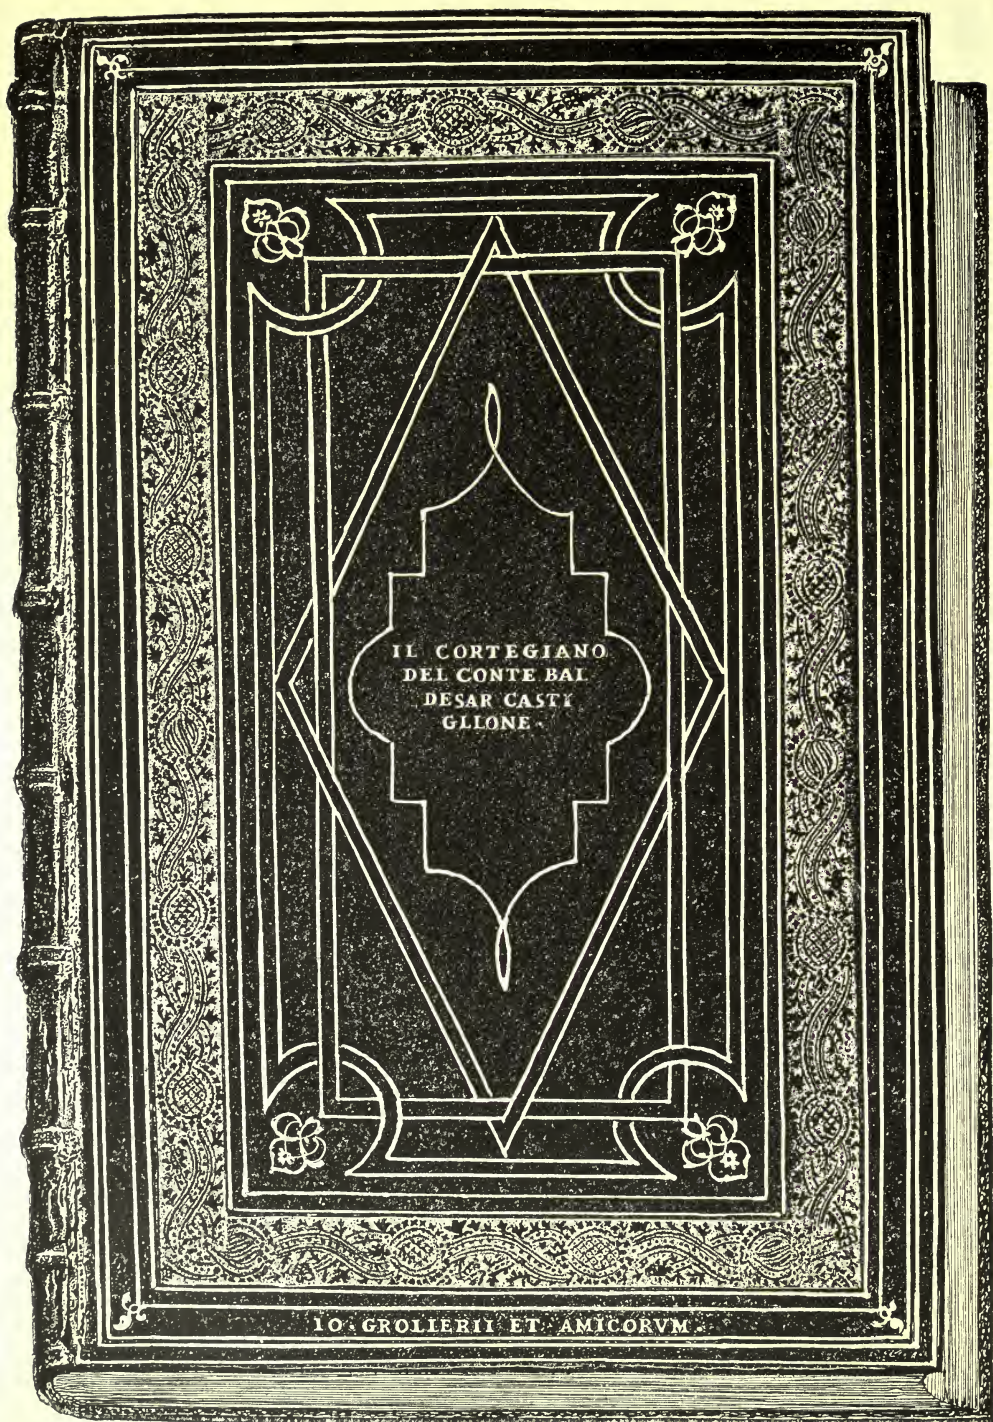 IL CORTEGIANO
DEL CONTE BAL
DESAR CASTI
GLIONE·
IO·GROLIERII ET·AMICORVM·